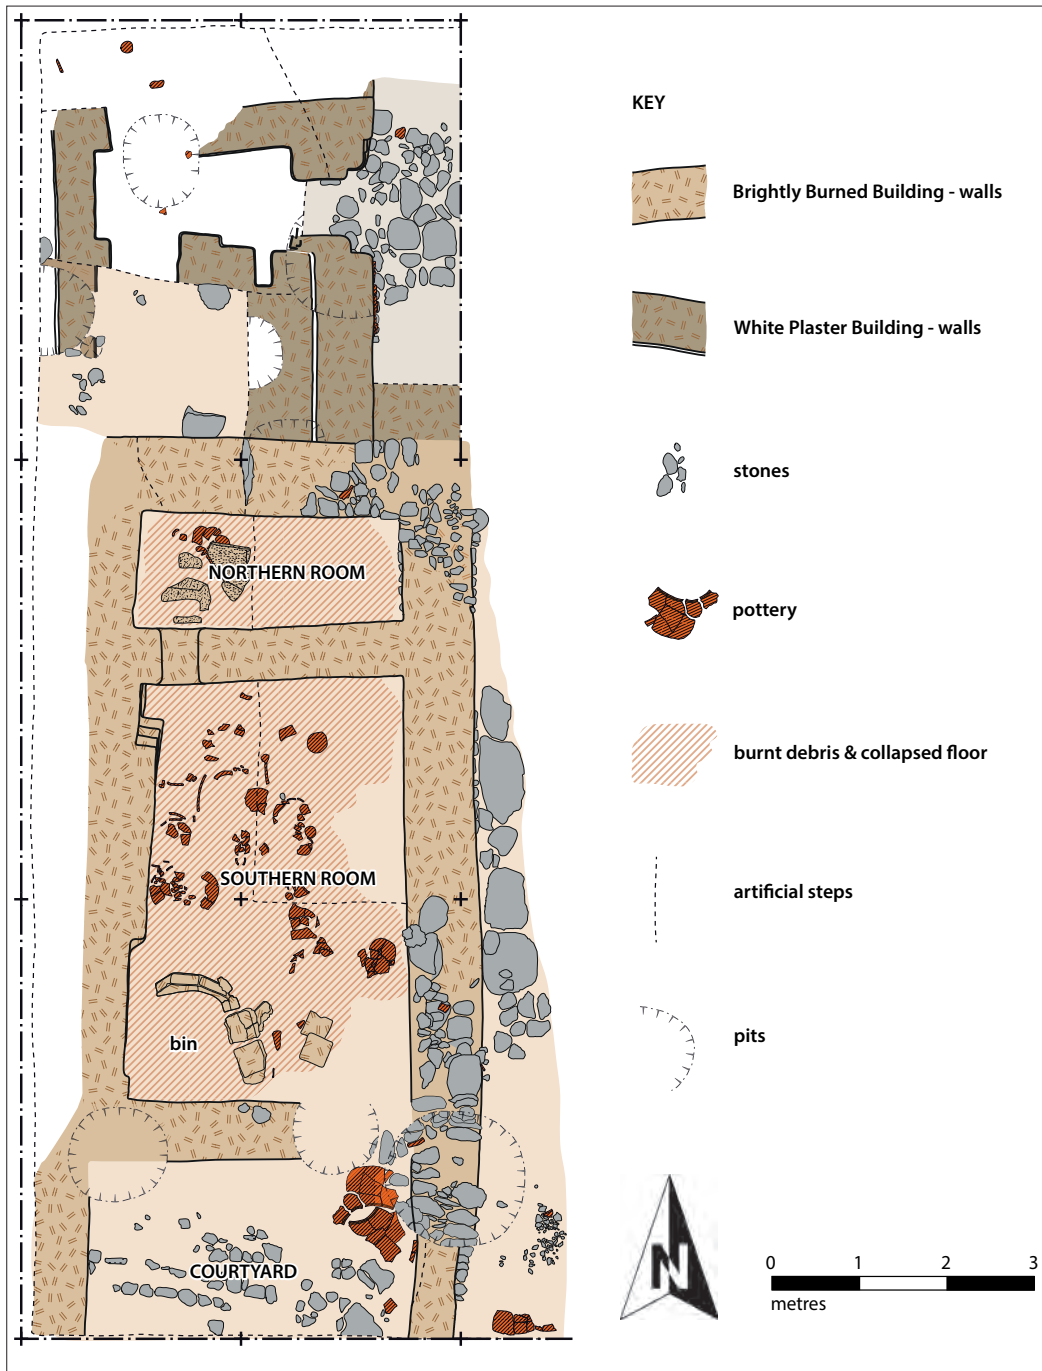 KEY
Brightly Burned Building - walls
White Plaster Building - walls
stones
NORTHERN ROOM
pottery
burnt debris & collapsed floor
SOUTHERN ROOM
artificial steps
bin
pits
COURTYARD
N
0 1 2 3
metres